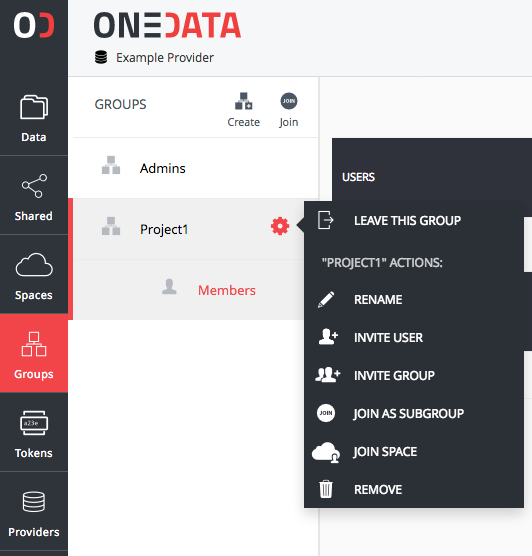 ONEDATA
Example Provider
GROUPS
Create
JOIN
Join
Data
Admins
USERS
Shared
Project1
LEAVE THIS GROUP
"PROJECT1" ACTIONS:
Spaces
Members
RENAME
INVITE USER
Groups
INVITE GROUP
a23e
JOIN
JOIN AS SUBGROUP
Tokens
JOIN SPACE
REMOVE
Providers